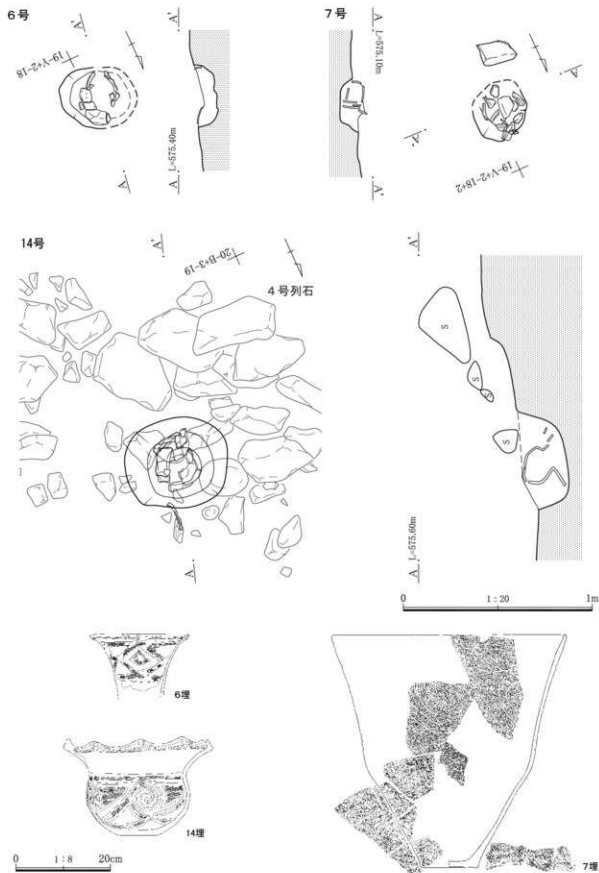 6号
A'
19-Y+2-18
A
A'
L=575.40m
A
7号
A
L=575.10m
A'
A
A'
19-V+2-18+2
14号
A'
20-B+3-19
4号列石
A
A'
S
S
S
S
L=575.60m
A
0 1:20 1m
6埋
14埋
7埋
0 1:8 20cm